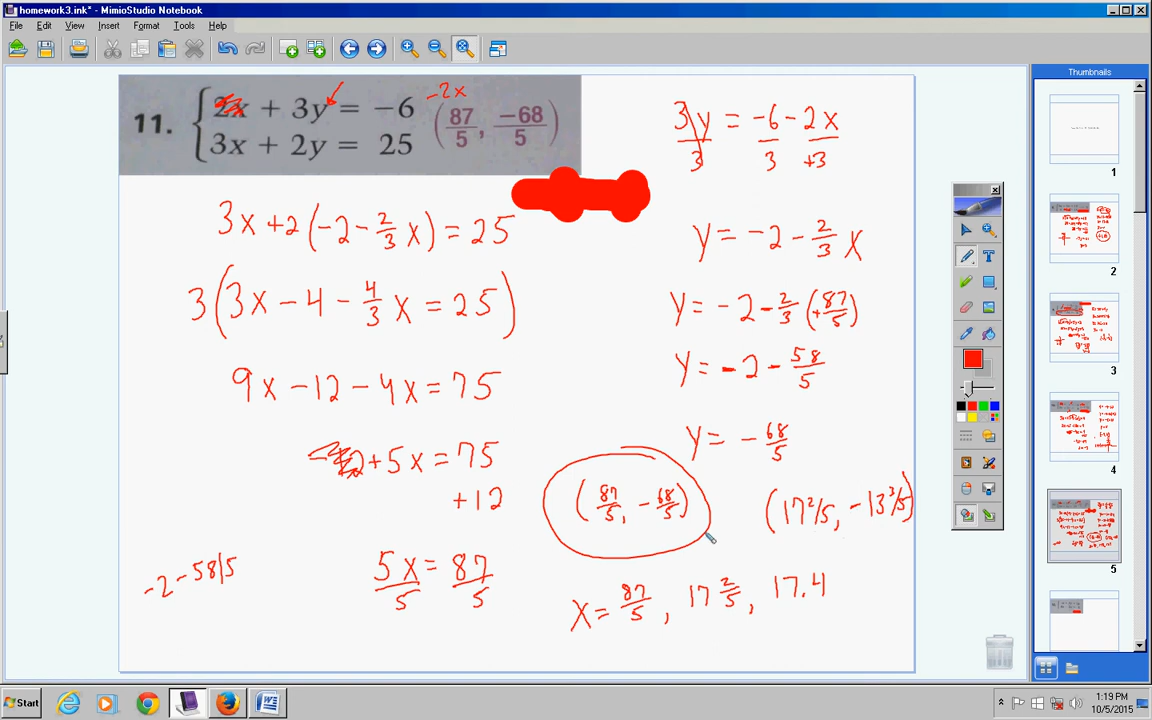 homework3.ink* - MimioStudio Notebook
File Edit View Insert Format Tools Help
11. { 2x + 3y = -6 -2x (87/5, -68/5)
3x + 2y = 25
3x + 2(-2 - 2/3 x) = 25
3(3x - 4 - 4/3 x = 25)
9x - 12 - 4x = 75
+5x = 75
+12
5x/5 = 87/5
-2 - 58/5
3y/3 = -6/3 - 2x/+3
y = -2 - 2/3 x
y = -2 - 2/3 (+87/5)
y = -2 - 58/5
y = -68/5
(87/5, -68/5)
(17 2/5, -13 3/5)
x = 87/5, 17 2/5, 17.4
Thumbnails
1
2
3
4
5
Start
1:19 PM
10/5/2015